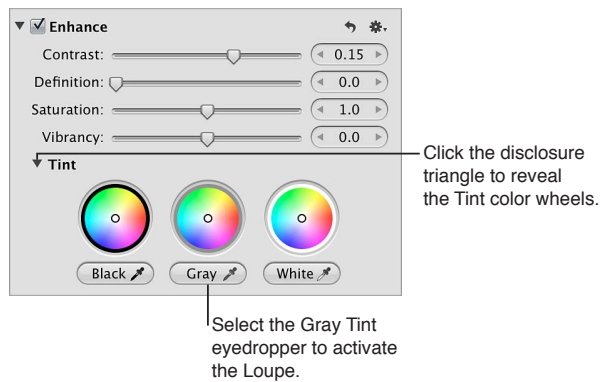 Enhance
Contrast: 0.15
Definition: 0.0
Saturation: 1.0
Vibrancy: 0.0
Tint
Click the disclosure
triangle to reveal
the Tint color wheels.
Black Gray White
Select the Gray Tint
eyedropper to activate
the Loupe.